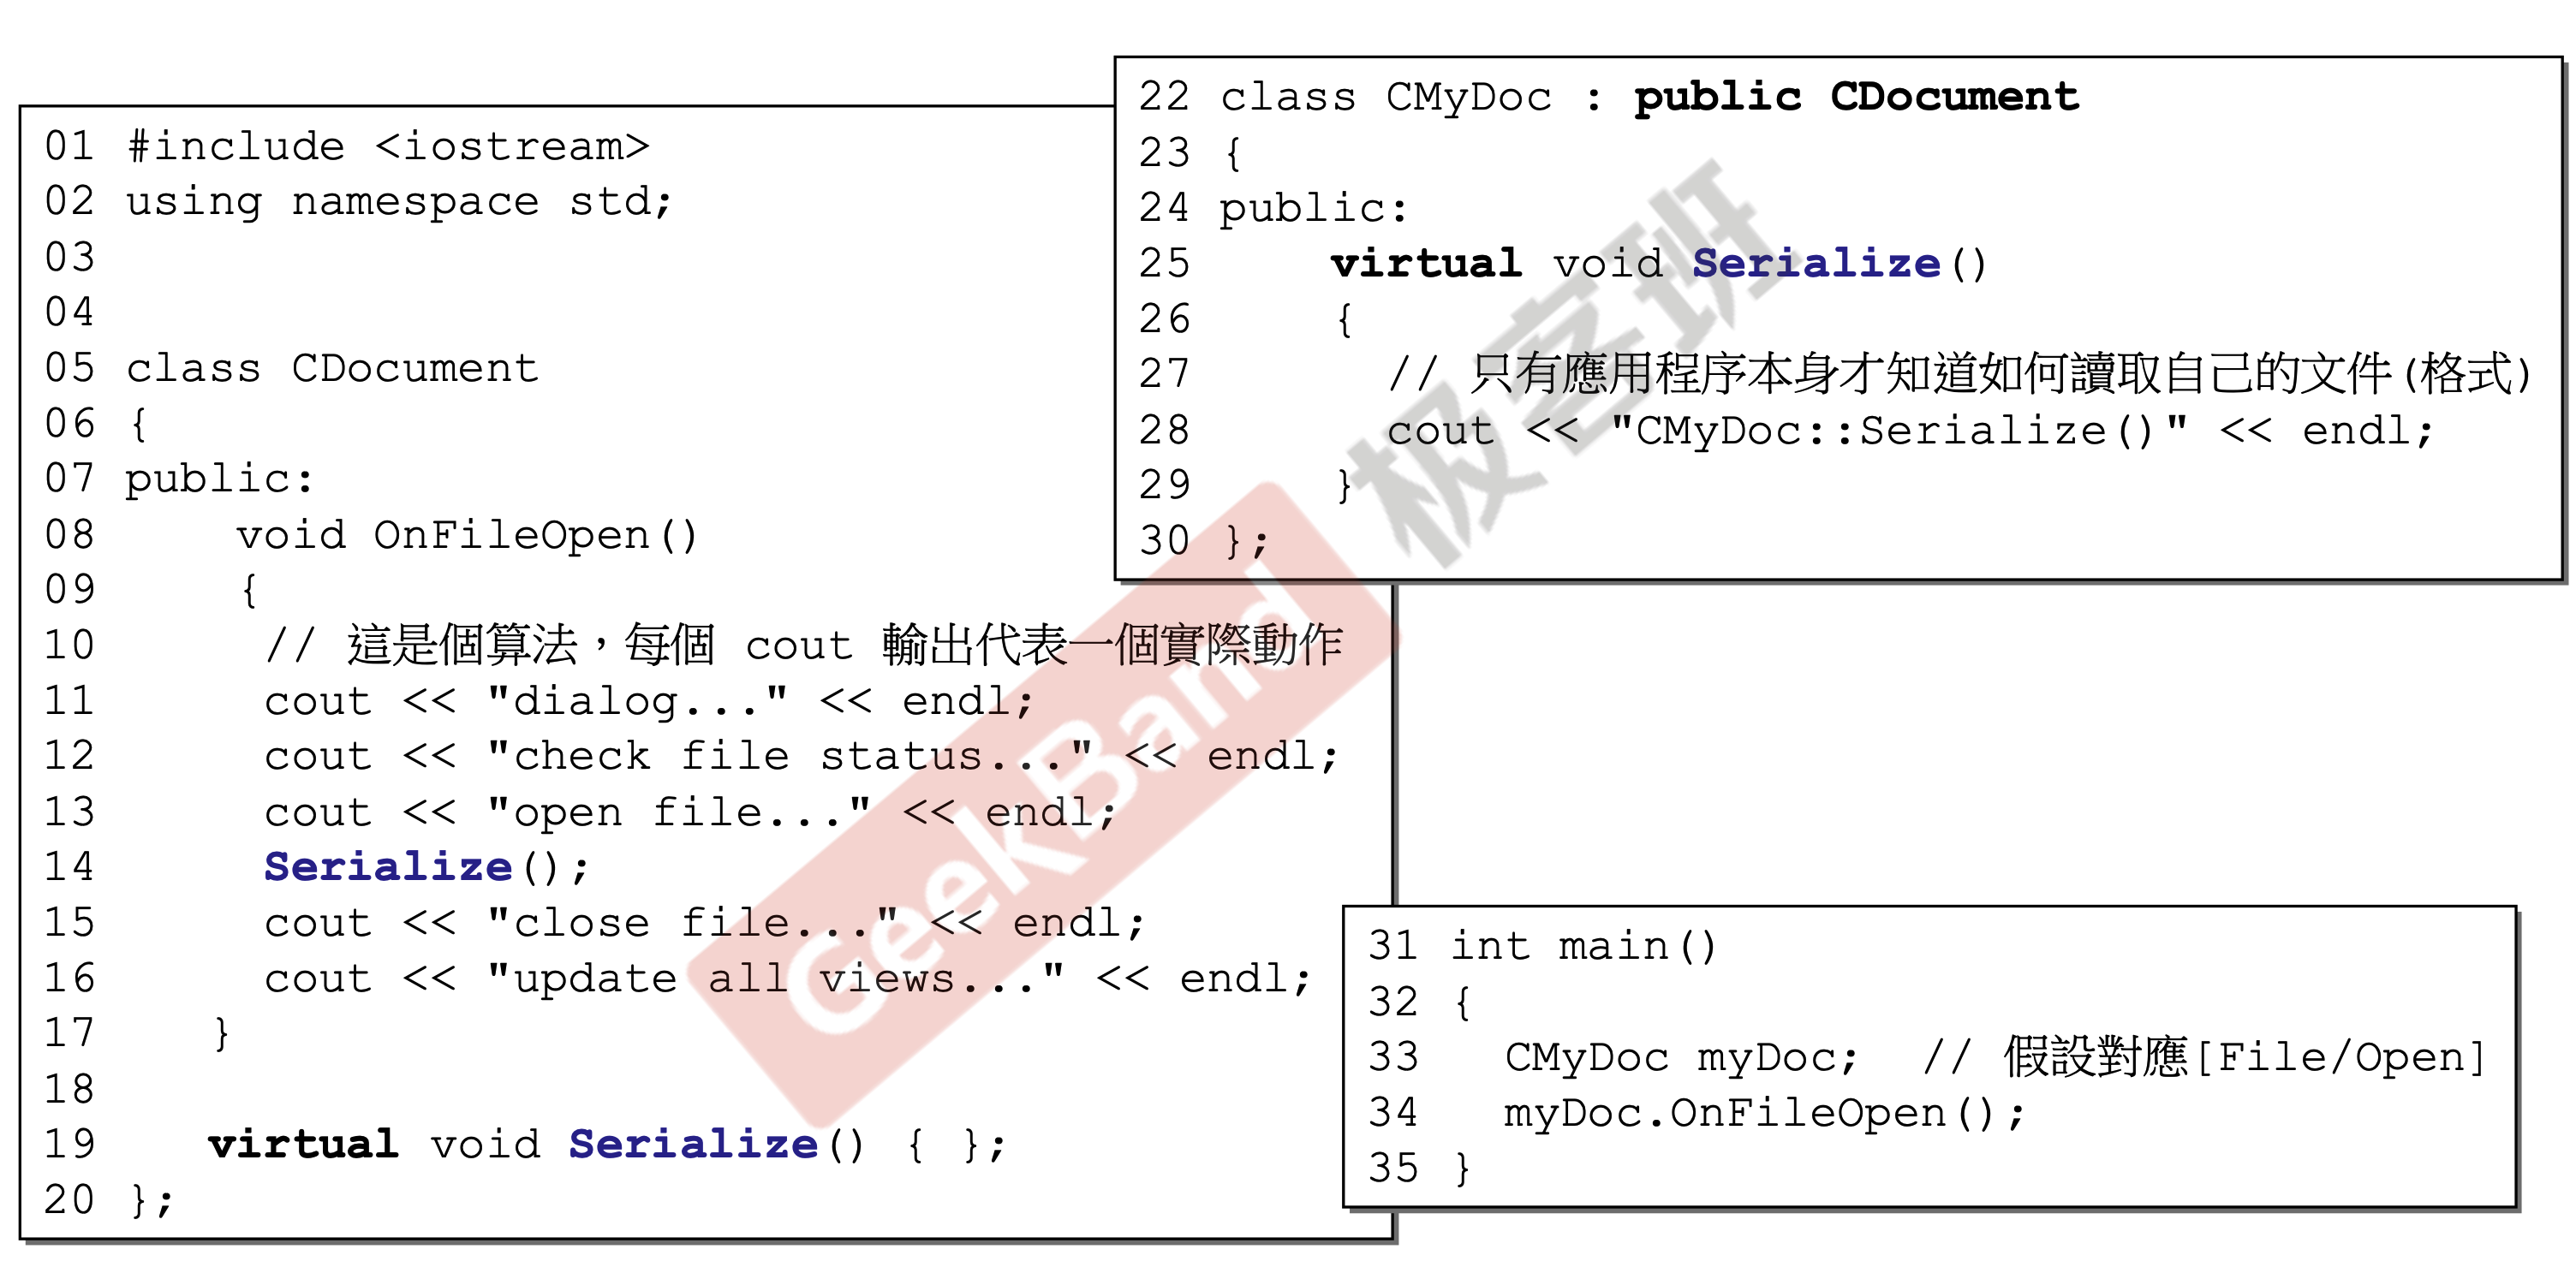 01 #include <iostream>
02 using namespace std;
03
04
05 class CDocument
06 {
07 public:
08     void OnFileOpen()
09     {
10      // 這是個算法，每個 cout 輸出代表一個實際動作
11      cout << "dialog..." << endl;
12      cout << "check file status..." << endl;
13      cout << "open file..." << endl;
14      Serialize();
15      cout << "close file..." << endl;
16      cout << "update all views..." << endl;
17    }
18
19    virtual void Serialize() { };
20 };
22 class CMyDoc : public CDocument
23 {
24 public:
25     virtual void Serialize()
26     {
27       // 只有應用程序本身才知道如何讀取自己的文件(格式)
28       cout << "CMyDoc::Serialize()" << endl;
29     }
30 };
31 int main()
32 {
33   CMyDoc myDoc;  // 假設對應[File/Open]
34   myDoc.OnFileOpen();
35 }
GeekBand 极客班